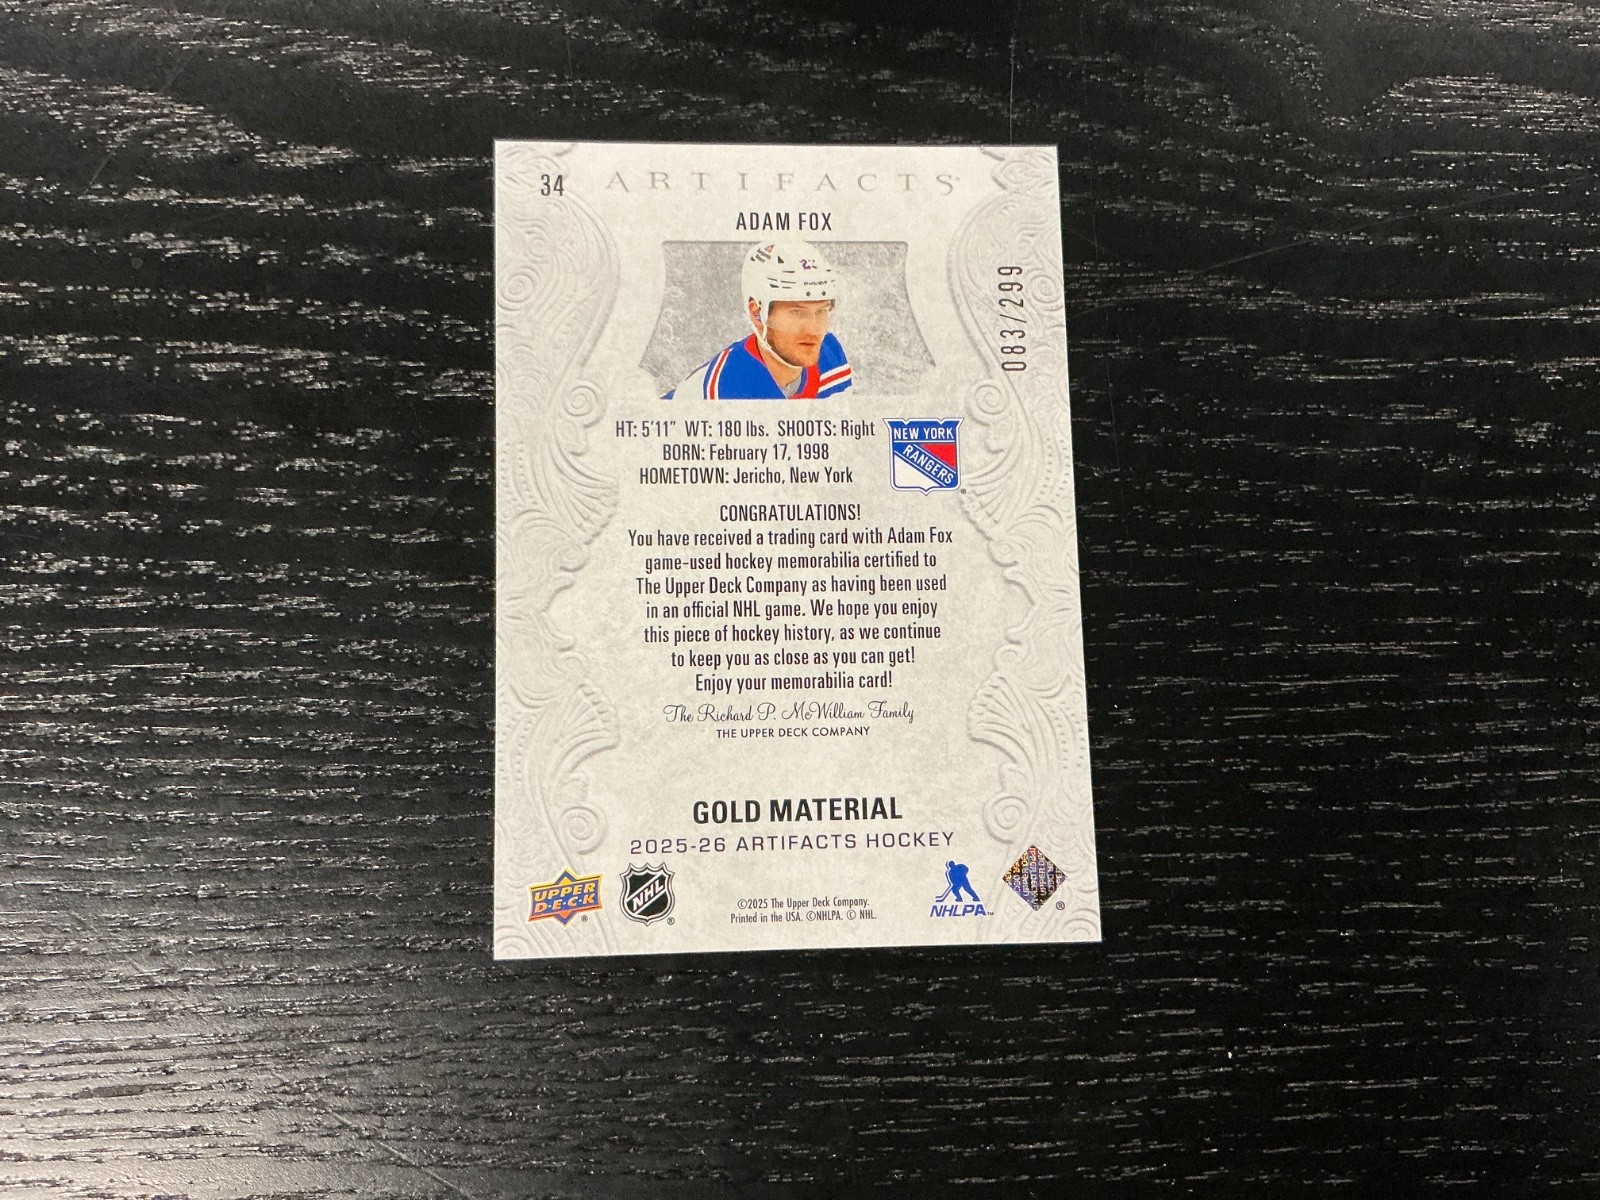 34 ARTIFACTS
ADAM FOX
083/299
HT: 5'11" WT: 180 lbs. SHOOTS: Right
BORN: February 17, 1998
HOMETOWN: Jericho, New York
NEW YORK
RANGERS
CONGRATULATIONS!
You have received a trading card with Adam Fox
game-used hockey memorabilia certified to
The Upper Deck Company as having been used
in an official NHL game. We hope you enjoy
this piece of hockey history, as we continue
to keep you as close as you can get!
Enjoy your memorabilia card!
The Richard P. McWilliam Family
THE UPPER DECK COMPANY
GOLD MATERIAL
2025-26 ARTIFACTS HOCKEY
UPPER
D·E·C·K
®
NHL
®
©2025 The Upper Deck Company.
Printed in the USA. ©NHLPA. © NHL.
NHLPA™
®